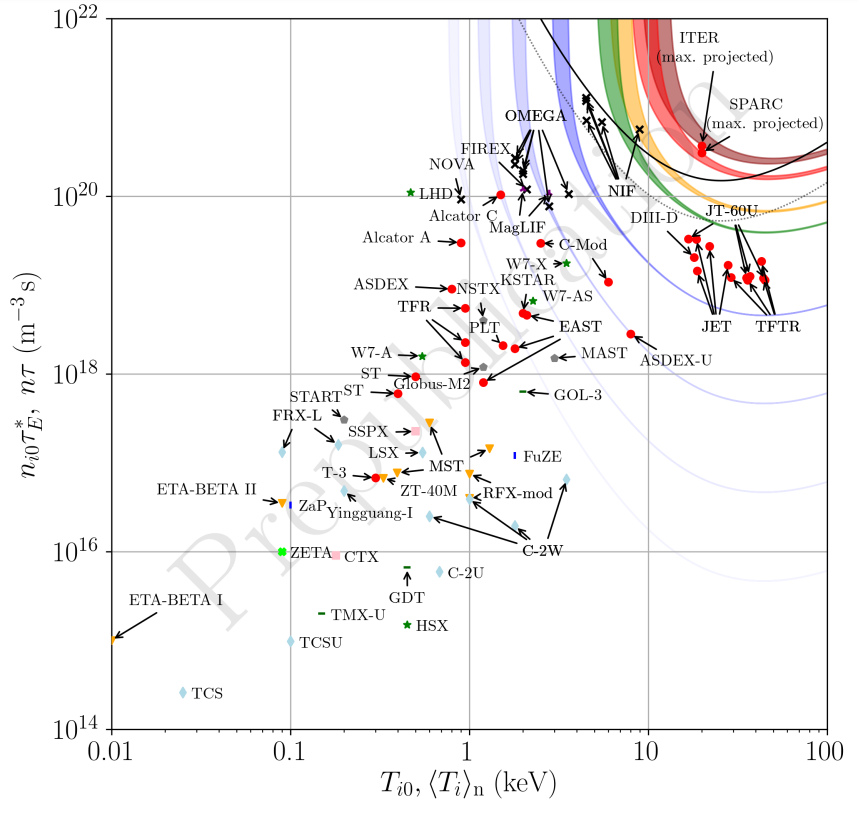 10^22
ITER
(max. projected)
SPARC
(max. projected)
OMEGA
FIREX
NOVA
NIF
10^20
LHD
Alcator C
MagLIF
DIII-D
JT-60U
Alcator A
C-Mod
W7-X
KSTAR
ASDEX
NSTX
W7-AS
TFR
PLT
EAST
JET
TFTR
W7-A
MAST
ASDEX-U
10^18
ST
ST
Globus-M2
START
GOL-3
FRX-L
SSPX
LSX
MST
FuZE
T-3
ZT-40M
RFX-mod
ETA-BETA II
ZaP
Yingguang-I
C-2W
10^16
ZETA
CTX
C-2U
GDT
ETA-BETA I
TMX-U
HSX
TCSU
TCS
10^14
0.01
0.1
1
10
100
T_i0, ⟨T_i⟩_n (keV)
n_i0 τ*_E, nτ (m^−3 s)
Prepublication